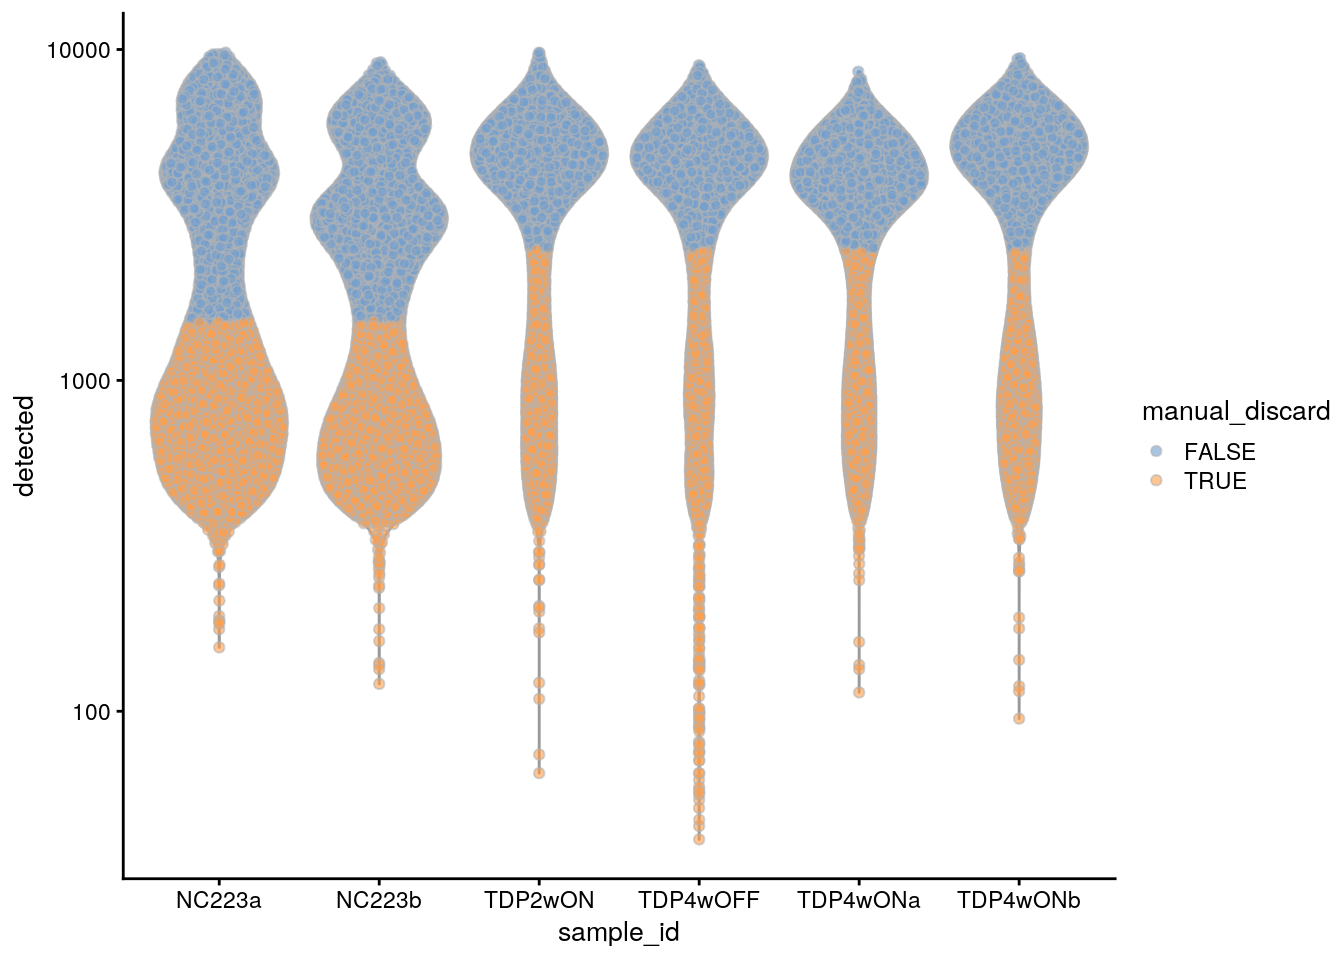 10000
1000
100
detected
NC223a
NC223b
TDP2wON
TDP4wOFF
TDP4wONa
TDP4wONb
sample_id
manual_discard
FALSE
TRUE